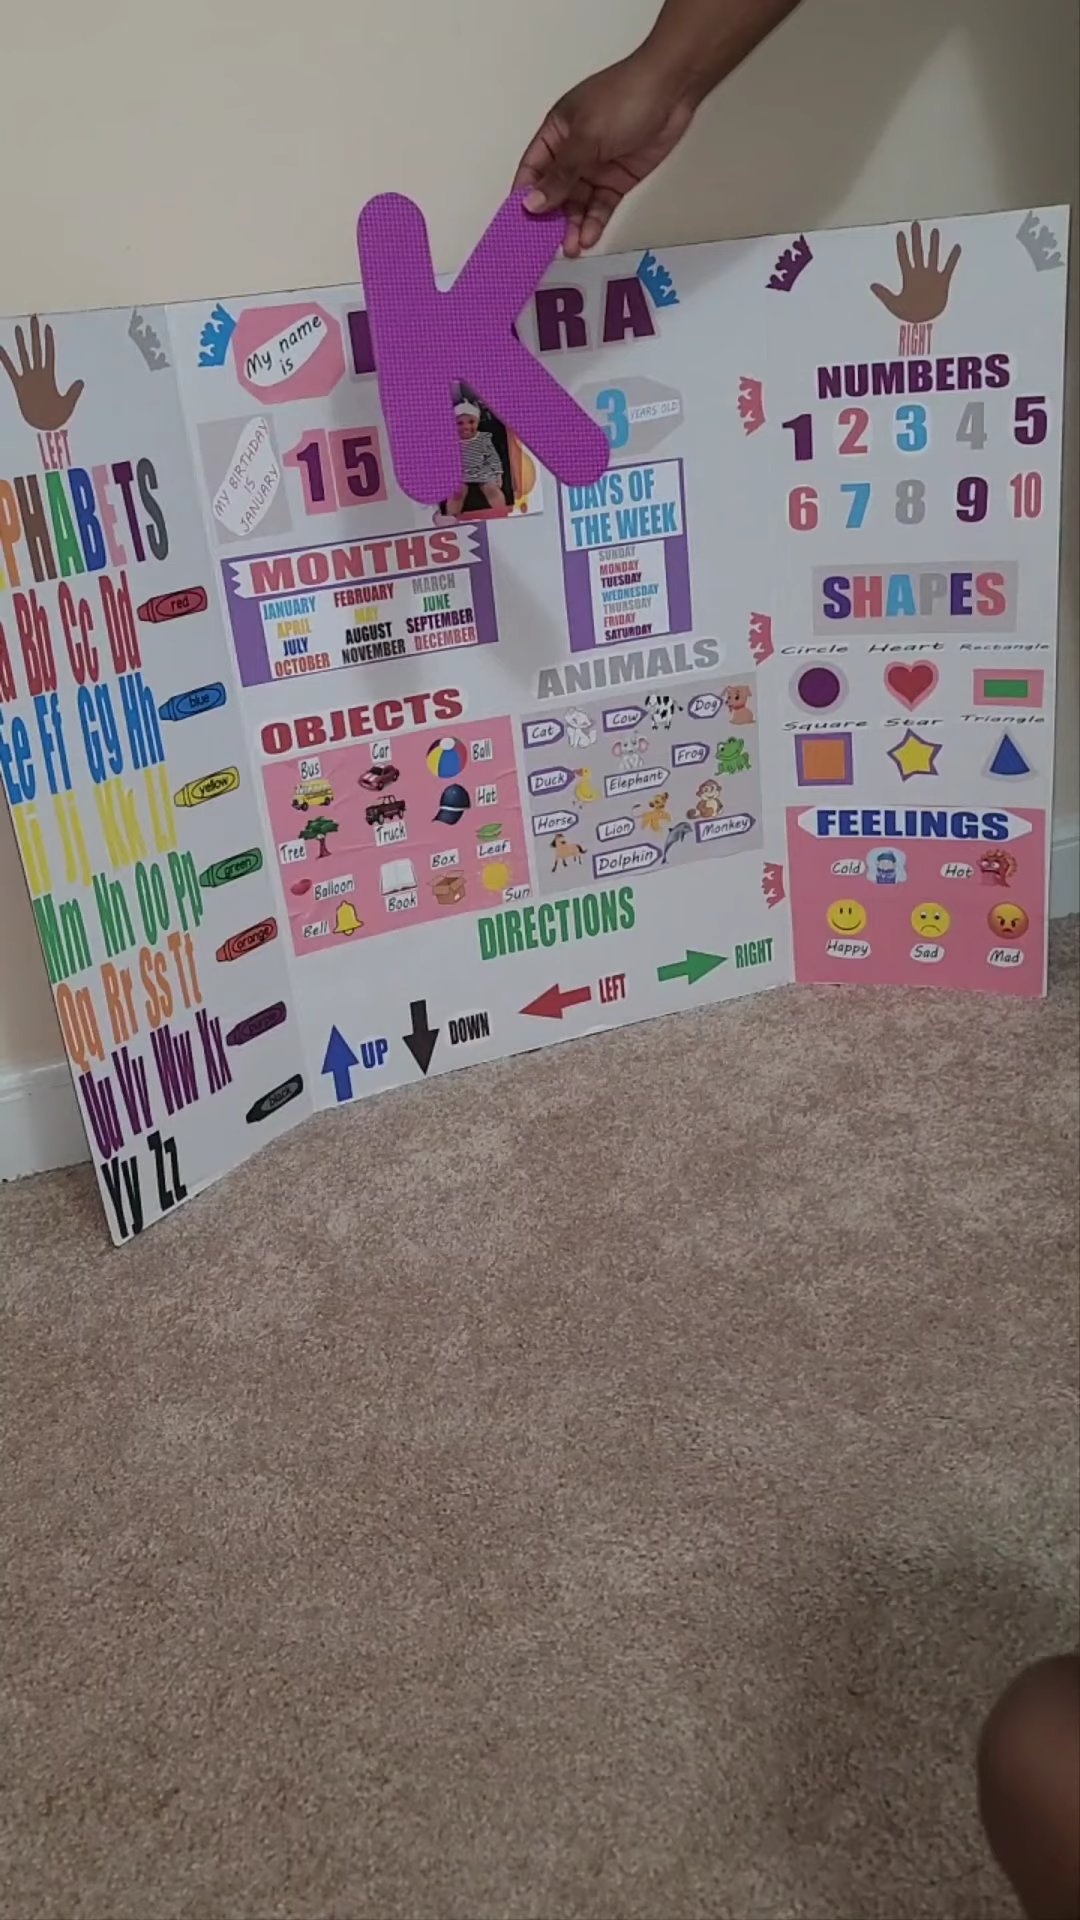 LEFT
PHABETS
Bb Cc Dd
red
Ee Ff Gg Hh
blue
Ii Jj Kk Ll
yellow
Mm Nn Oo Pp
green
Qq Rr Ss Tt
orange
Uu Vv Ww Xx
purple
Yy Zz
black
K
My name
is
RA
MY BIRTHDAY
IS
JANUARY
15
3 YEARS OLD
MONTHS
JANUARY FEBRUARY MARCH
APRIL MAY JUNE
JULY AUGUST SEPTEMBER
OCTOBER NOVEMBER DECEMBER
DAYS OF
THE WEEK
SUNDAY
MONDAY
TUESDAY
WEDNESDAY
THURSDAY
FRIDAY
SATURDAY
OBJECTS
Bus Car Ball
Tree Truck Hat
Balloon Book Box Leaf
Bell Sun
ANIMALS
Cat Cow Dog
Duck Elephant Frog
Horse Lion Monkey
Dolphin
DIRECTIONS
UP DOWN LEFT RIGHT
RIGHT
NUMBERS
1 2 3 4 5
6 7 8 9 10
SHAPES
Circle Heart Rectangle
Square Star Triangle
FEELINGS
Cold Hot
Happy Sad Mad